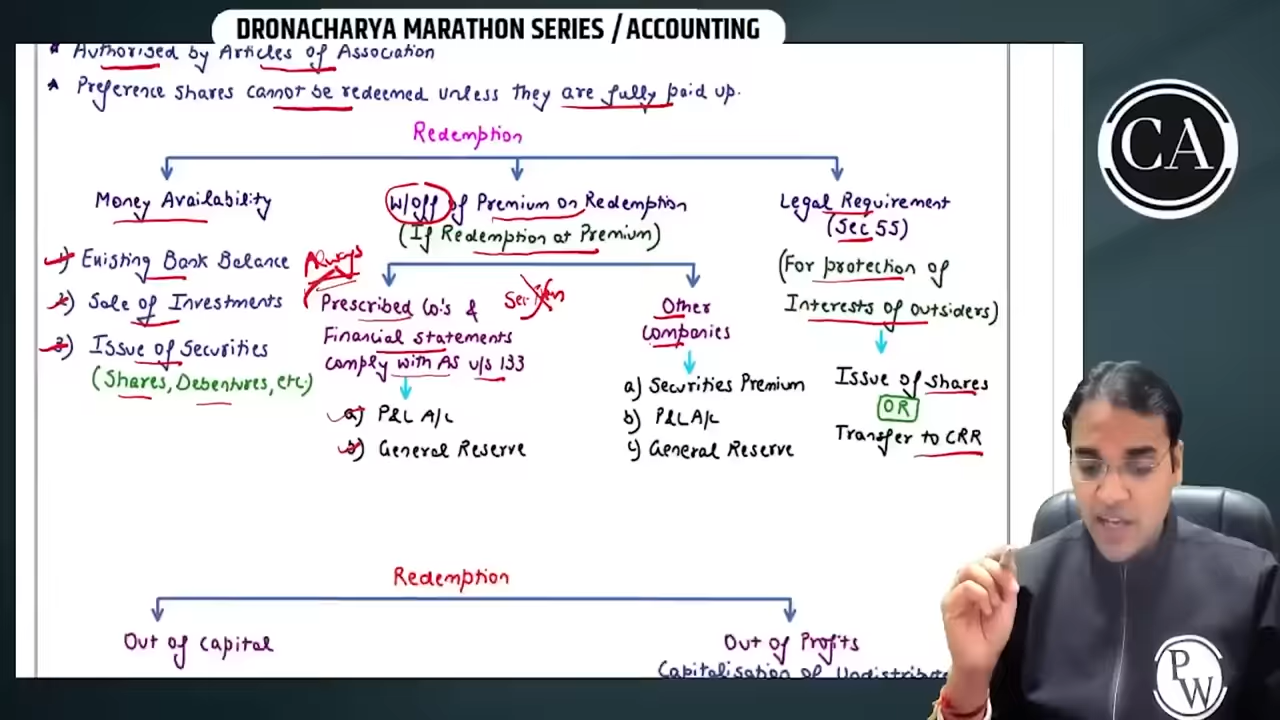 DRONACHARYA MARATHON SERIES / ACCOUNTING
* Authorised by Articles of Association
* Preference shares cannot be redeemed unless they are fully paid up.
Redemption
Money Availability
1) Existing Bank Balance
2) Sale of Investments
3) Issue of Securities
(Shares, Debentures, etc.)
W/off of Premium on Redemption
(If Redemption at Premium)
Always
Prescribed Co's &
Financial statements
comply with AS u/s 133
a) P&L A/c
b) General Reserve
Other
Companies
a) Securities Premium
b) P&L A/c
c) General Reserve
Legal Requirement
(Sec 55)
(For protection of
Interests of outsiders)
Issue of shares
OR
Transfer to CRR
Redemption
Out of capital
Out of Profits
Capitalisation of Undistribute
CA
PW